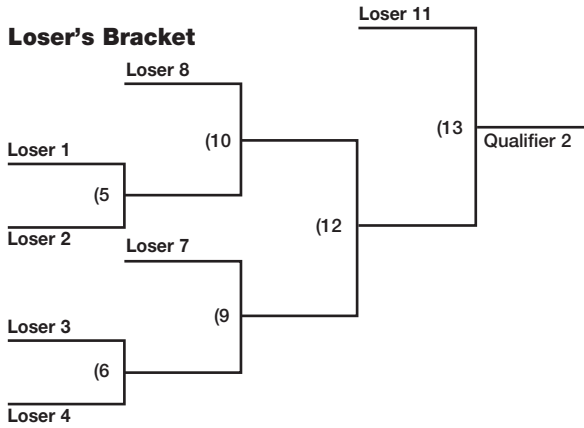 Loser 11
Loser's Bracket
Loser 8
(13
(10
Qualifier 2
Loser 1
(5
(12
Loser 2
Loser 7
(9
Loser 3
(6
Loser 4